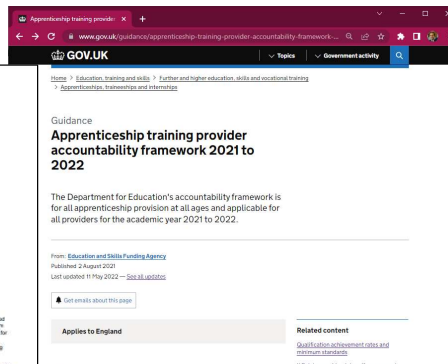 Apprenticeship training provider
www.gov.uk/guidance/apprenticeship-training-provider-accountability-framework-...
GOV.UK
Topics
Government activity
Home > Education, training and skills > Further and higher education, skills and vocational training
> Apprenticeships, traineeships and internships
Guidance
Apprenticeship training provider
accountability framework 2021 to
2022
The Department for Education's accountability framework is
for all apprenticeship provision at all ages and applicable for
all providers for the academic year 2021 to 2022.
From: Education and Skills Funding Agency
Published 2 August 2021
Last updated 11 May 2022 — See all updates
Get emails about this page
Applies to England
Related content
Qualification achievement rates and
minimum standards